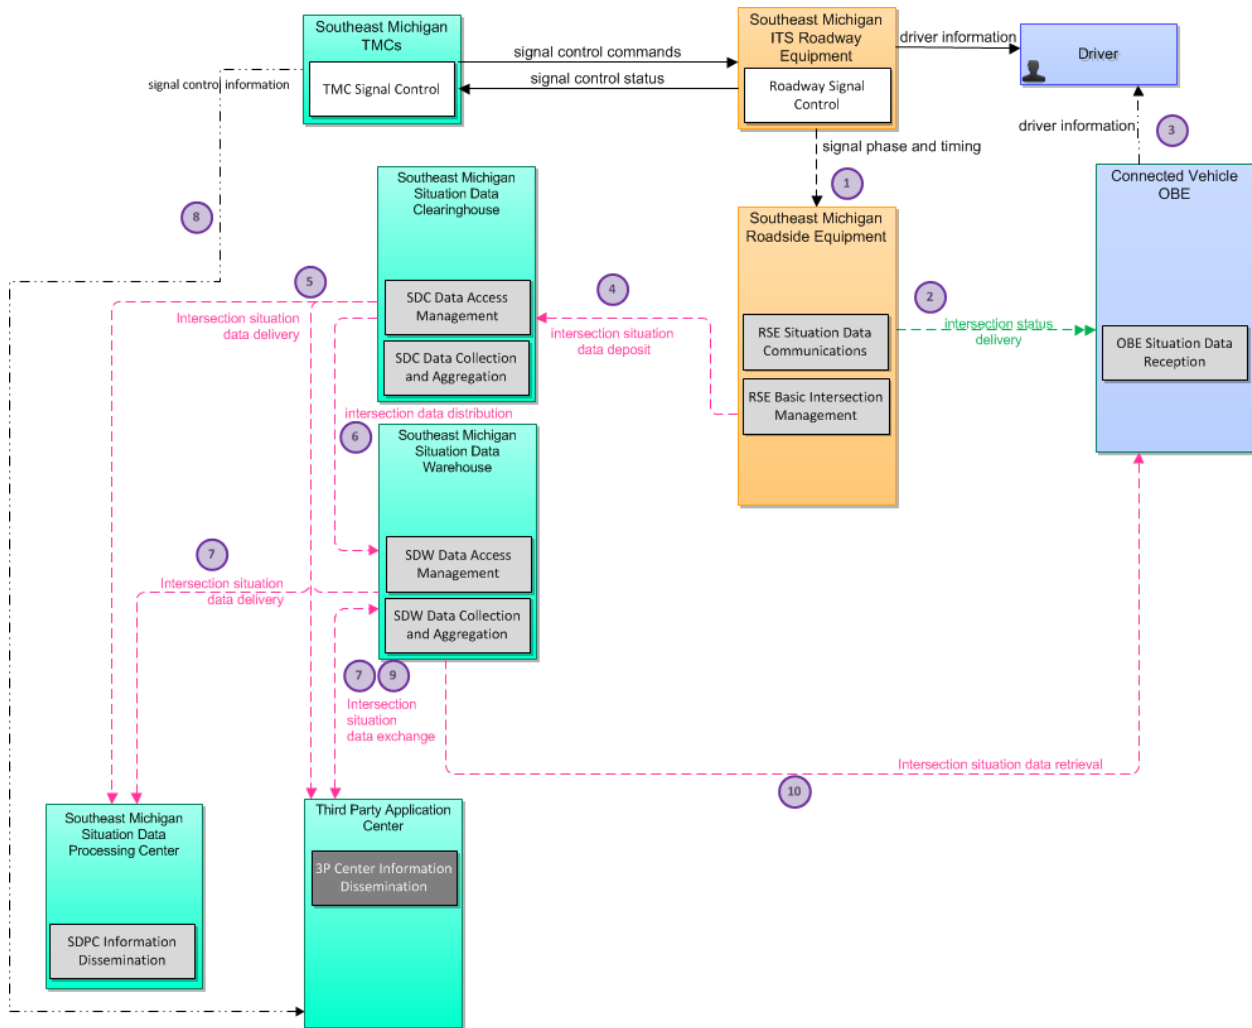 Southeast Michigan
TMCs
TMC Signal Control
signal control information
signal control commands
signal control status
Southeast Michigan
ITS Roadway
Equipment
Roadway Signal
Control
driver information
Driver
driver information
3
signal phase and timing
1
8
Southeast Michigan
Situation Data
Clearinghouse
SDC Data Access
Management
SDC Data Collection
and Aggregation
Southeast Michigan
Roadside Equipment
RSE Situation Data
Communications
RSE Basic Intersection
Management
Connected Vehicle
OBE
OBE Situation Data
Reception
2
intersection status
delivery
4
intersection situation
data deposit
5
Intersection situation
data delivery
intersection data distribution
6
Southeast Michigan
Situation Data
Warehouse
SDW Data Access
Management
SDW Data Collection
and Aggregation
7
Intersection situation
data delivery
7
9
Intersection
situation
data exchange
Intersection situation data retrieval
10
Southeast Michigan
Situation Data
Processing Center
SDPC Information
Dissemination
Third Party Application
Center
3P Center Information
Dissemination